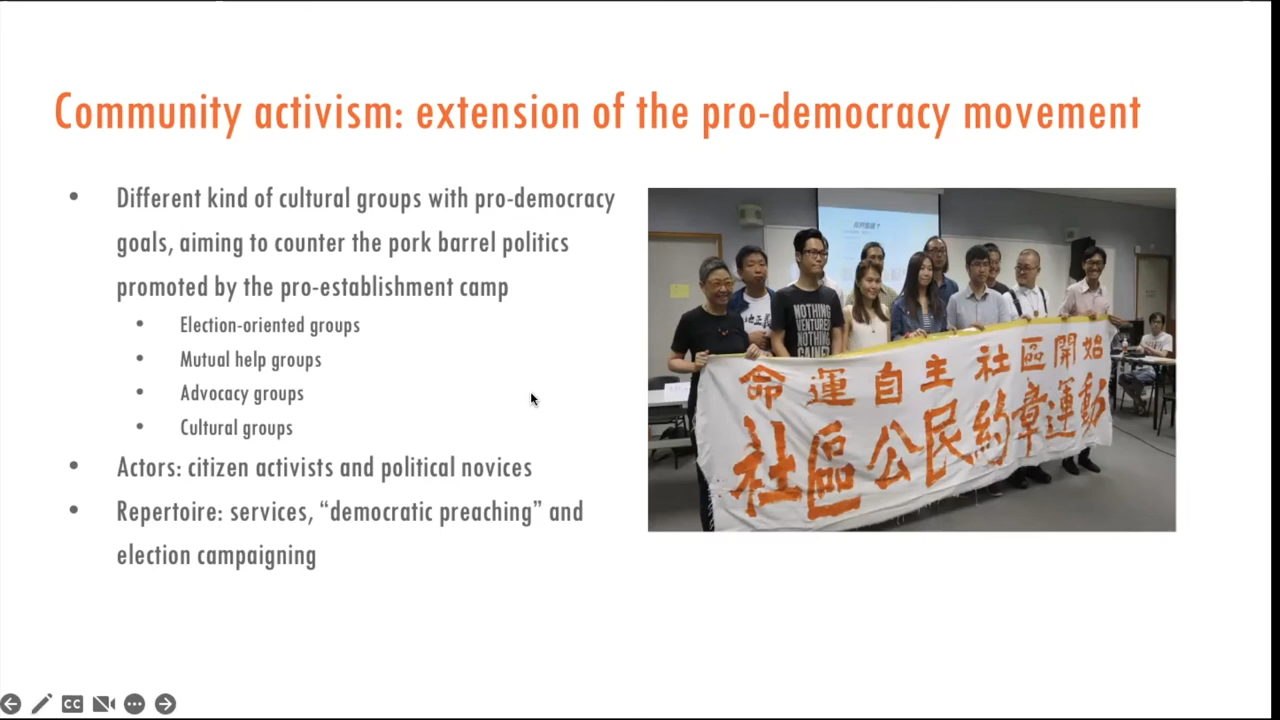 Community activism: extension of the pro-democracy movement
• Different kind of cultural groups with pro-democracy
goals, aiming to counter the pork barrel politics
promoted by the pro-establishment camp
• Election-oriented groups
• Mutual help groups
• Advocacy groups
• Cultural groups
• Actors: citizen activists and political novices
• Repertoire: services, “democratic preaching” and
election campaigning
NOTHING
VENTURED
NOTHING
GAINED
命運自主 社區開始
社區公民約章運動
CC